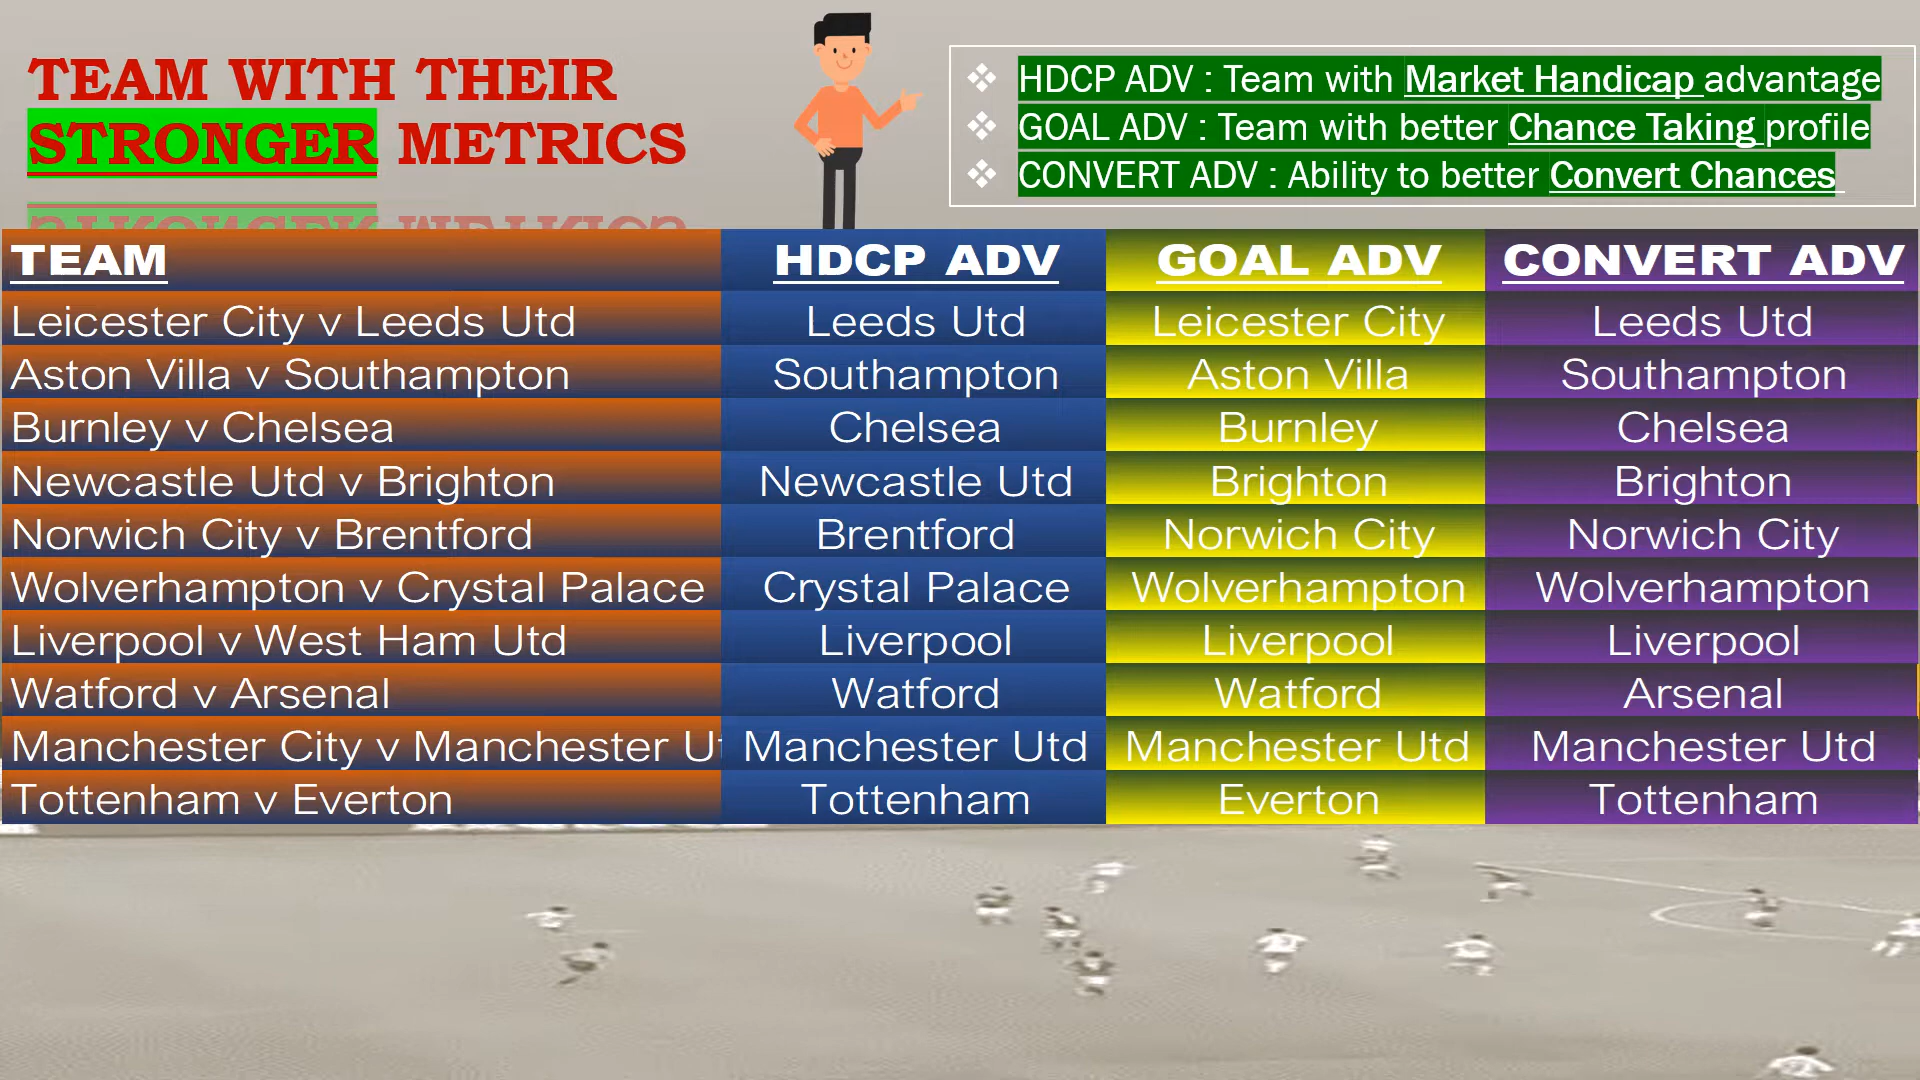 TEAM WITH THEIR
STRONGER METRICS
❖ HDCP ADV : Team with Market Handicap advantage
❖ GOAL ADV : Team with better Chance Taking profile
❖ CONVERT ADV : Ability to better Convert Chances
TEAM HDCP ADV GOAL ADV CONVERT ADV
Leicester City v Leeds Utd Leeds Utd Leicester City Leeds Utd
Aston Villa v Southampton Southampton Aston Villa Southampton
Burnley v Chelsea Chelsea Burnley Chelsea
Newcastle Utd v Brighton Newcastle Utd Brighton Brighton
Norwich City v Brentford Brentford Norwich City Norwich City
Wolverhampton v Crystal Palace Crystal Palace Wolverhampton Wolverhampton
Liverpool v West Ham Utd Liverpool Liverpool Liverpool
Watford v Arsenal Watford Watford Arsenal
Manchester City v Manchester Ut Manchester Utd Manchester Utd Manchester Utd
Tottenham v Everton Tottenham Everton Tottenham